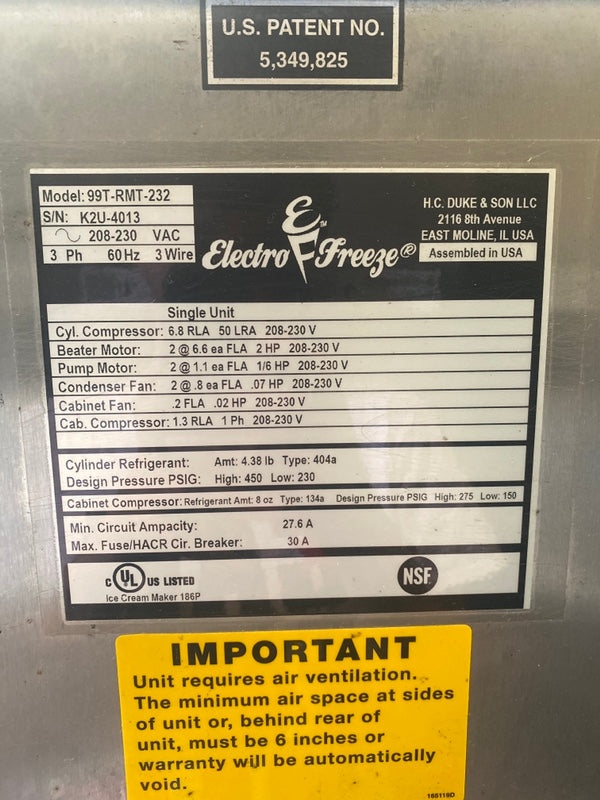 U.S. PATENT NO.
5,349,825
Model: 99T-RMT-232
S/N: K2U-4013
208-230 VAC
3 Ph 60 Hz 3 Wire
E
TM
Electro Freeze®
H.C. DUKE & SON LLC
2116 8th Avenue
EAST MOLINE, IL USA
Assembled in USA
Single Unit
Cyl. Compressor: 6.8 RLA 50 LRA 208-230 V
Beater Motor: 2 @ 6.6 ea FLA 2 HP 208-230 V
Pump Motor: 2 @ 1.1 ea FLA 1/6 HP 208-230 V
Condenser Fan: 2 @ .8 ea FLA .07 HP 208-230 V
Cabinet Fan: .2 FLA .02 HP 208-230 V
Cab. Compressor: 1.3 RLA 1 Ph 208-230 V
Cylinder Refrigerant: Amt: 4.38 lb Type: 404a
Design Pressure PSIG: High: 450 Low: 230
Cabinet Compressor: Refrigerant Amt: 8 oz Type: 134a Design Pressure PSIG High: 275 Low: 150
Min. Circuit Ampacity: 27.6 A
Max. Fuse/HACR Cir. Breaker: 30 A
C UL US LISTED
Ice Cream Maker 186P
NSF
IMPORTANT
Unit requires air ventilation.
The minimum air space at sides
of unit or, behind rear of
unit, must be 6 inches or
warranty will be automatically
void.
165116D